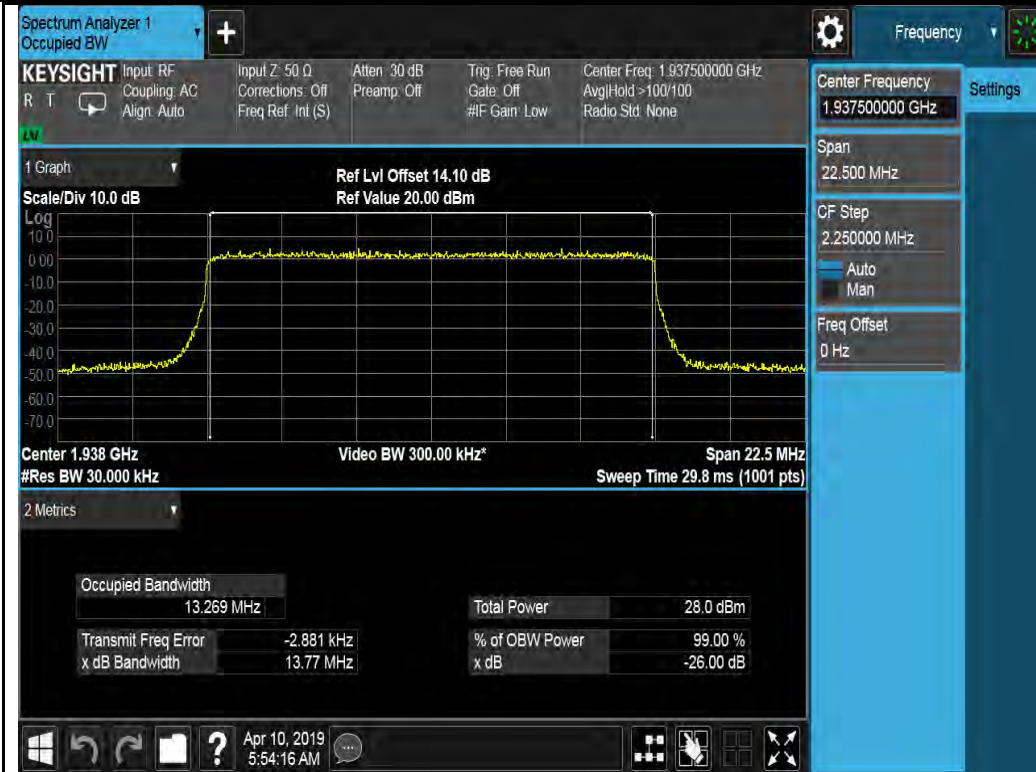 Spectrum Analyzer 1
Occupied BW
+
Frequency
KEYSIGHT
R T
Input: RF
Coupling: AC
Align: Auto
Input Z: 50 Ω
Corrections: Off
Freq Ref: Int (S)
Atten: 30 dB
Preamp: Off
Trig: Free Run
Gate: Off
#IF Gain: Low
Center Freq: 1.937500000 GHz
Avg|Hold >100/100
Radio Std: None
Center Frequency
1.937500000 GHz
Settings
Span
22.500 MHz
CF Step
2.250000 MHz
Auto
Man
Freq Offset
0 Hz
1 Graph
Scale/Div 10.0 dB
Ref Lvl Offset 14.10 dB
Ref Value 20.00 dBm
Log
10.0
0.00
-10.0
-20.0
-30.0
-40.0
-50.0
-60.0
-70.0
Center 1.938 GHz
#Res BW 30.000 kHz
Video BW 300.00 kHz*
Span 22.5 MHz
Sweep Time 29.8 ms (1001 pts)
2 Metrics
Occupied Bandwidth
13.269 MHz
Transmit Freq Error -2.881 kHz
x dB Bandwidth 13.77 MHz
Total Power 28.0 dBm
% of OBW Power 99.00 %
x dB -26.00 dB
?
Apr 10, 2019
5:54:16 AM